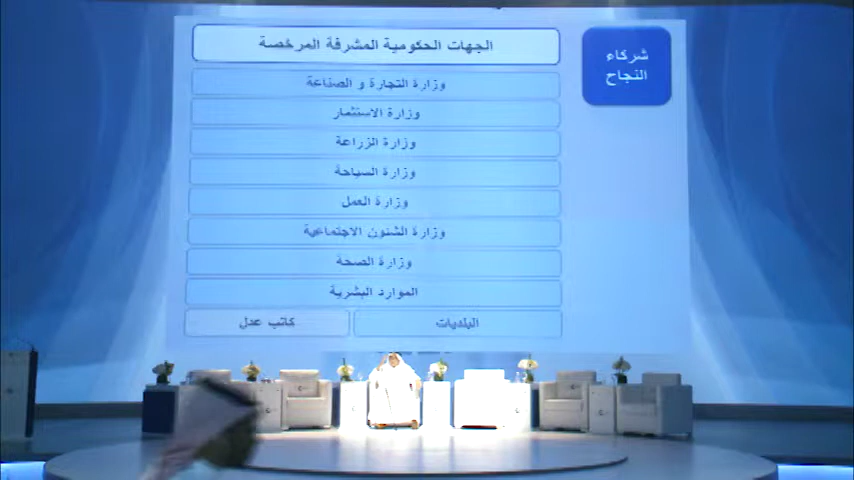 الجهات الحكومية المشرفة المرخصة
شركاء
النجاح
وزارة التجارة و الصناعة
وزارة الاستثمار
وزارة الزراعة
وزارة السياحة
وزارة العمل
وزارة الشئون الاجتماعية
وزارة الصحة
الموارد البشرية
البلديات
كاتب عدل